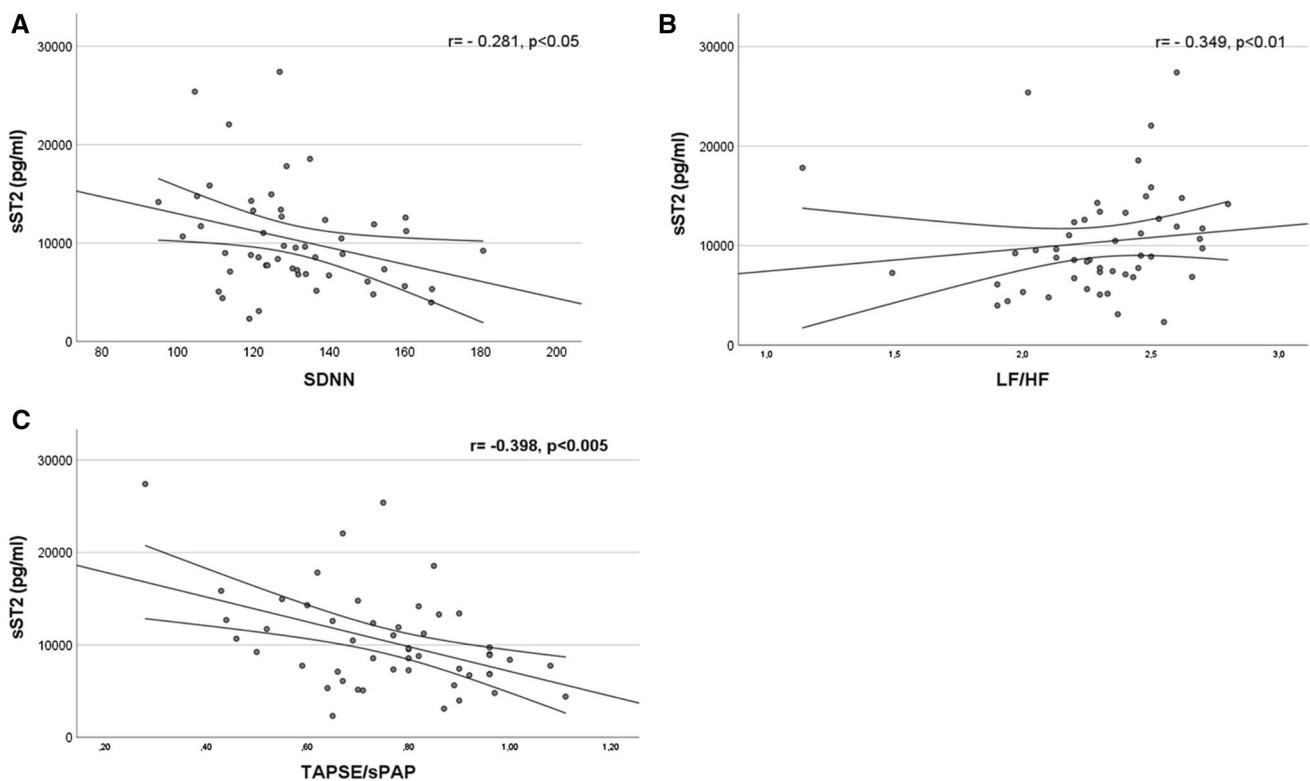 A
r= - 0.281, p<0.05
30000
20000
10000
0
sST2 (pg/ml)
80 100 120 140 160 180 200
SDNN
B
r= - 0.349, p<0.01
30000
20000
10000
0
sST2 (pg/ml)
1,0 1,5 2,0 2,5 3,0
LF/HF
C
r= -0.398, p<0.005
30000
20000
10000
0
sST2 (pg/ml)
,20 ,40 ,60 ,80 1,00 1,20
TAPSE/sPAP